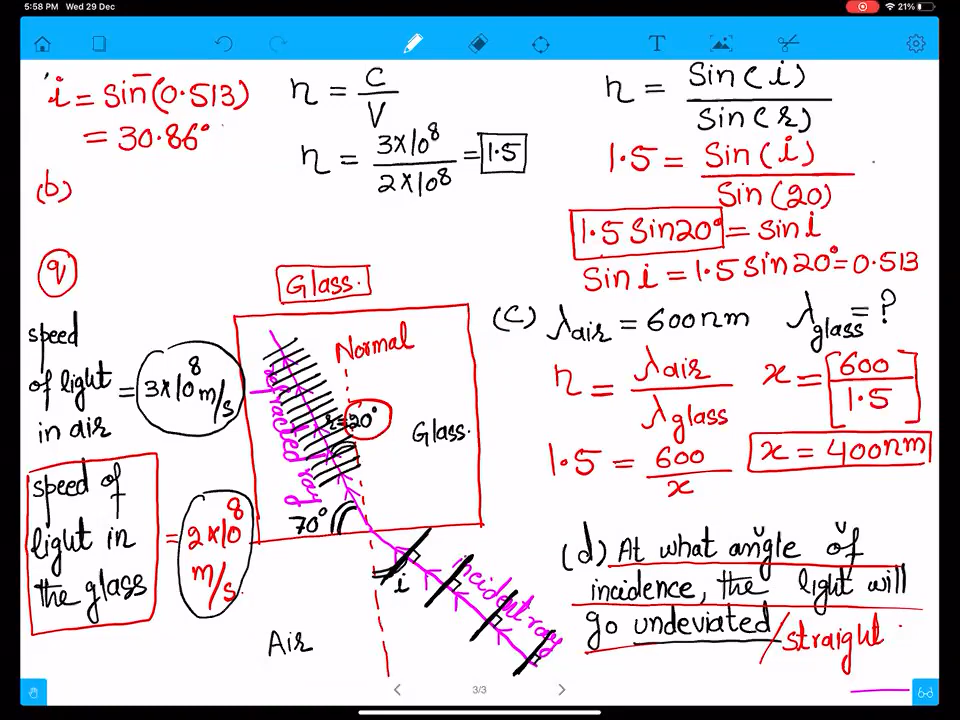 5:58 PM Wed 29 Dec
21%
T
i = sin⁻(0.513)
= 30.86°
(b)
n = C/V
n = 3×10⁸/2×10⁸ = 1.5
n = Sin(i)/Sin(r)
1.5 = Sin(i)/Sin(20)
1.5 Sin20° = sin i
Sin i = 1.5 sin 20° = 0.513
9
speed
of light
in air
= 3×10⁸ m/s
speed of
light in
the glass
= 2×10⁸
m/s
Glass.
Normal
r=20°
Glass.
refracted ray
70°
i
incident ray
Air
(c) λair = 600nm λglass = ?
n = λair/λglass
x = [600/1.5]
1.5 = 600/x
x = 400nm
(d) At what angle of
incidence, the light will
go undeviated/straight
3/3